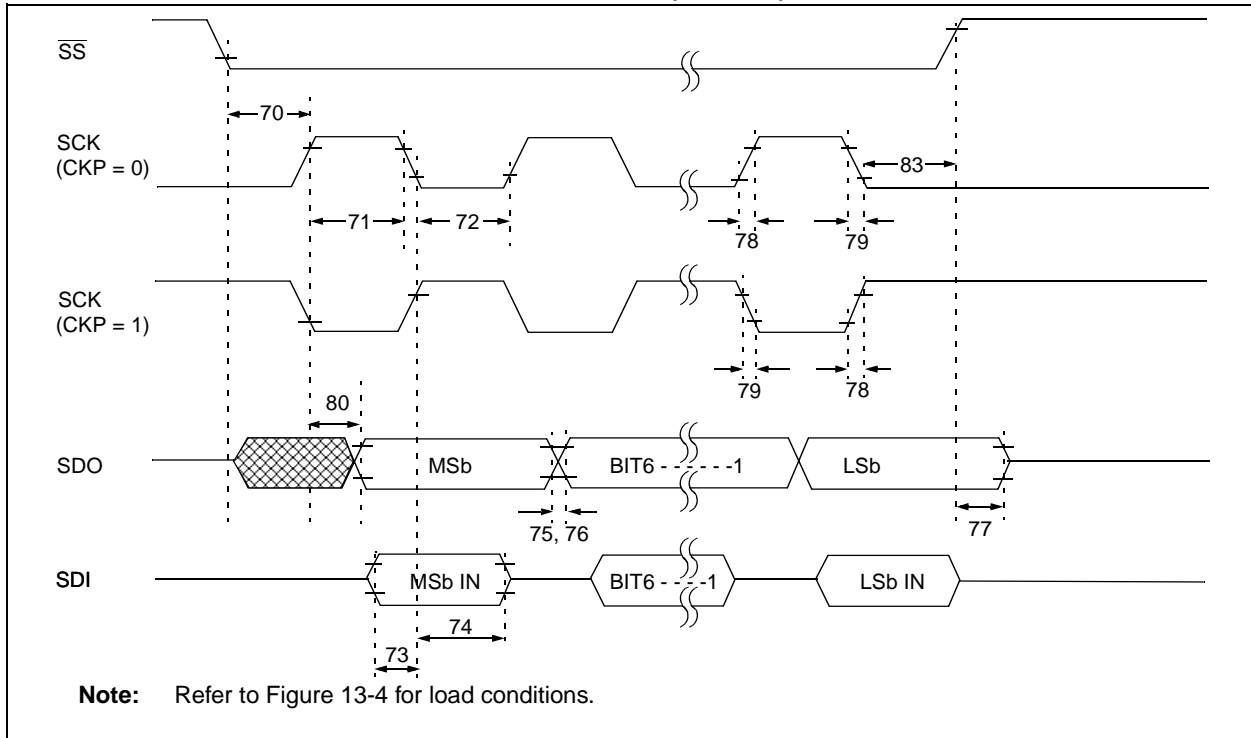 SS
70
SCK
(CKP = 0)
83
71
72
78
79
SCK
(CKP = 1)
79
78
80
SDO
MSb
BIT6 - - - - - -1
LSb
75, 76
77
SDI
MSb IN
BIT6 - - - - -1
LSb IN
74
73
Note: Refer to Figure 13-4 for load conditions.